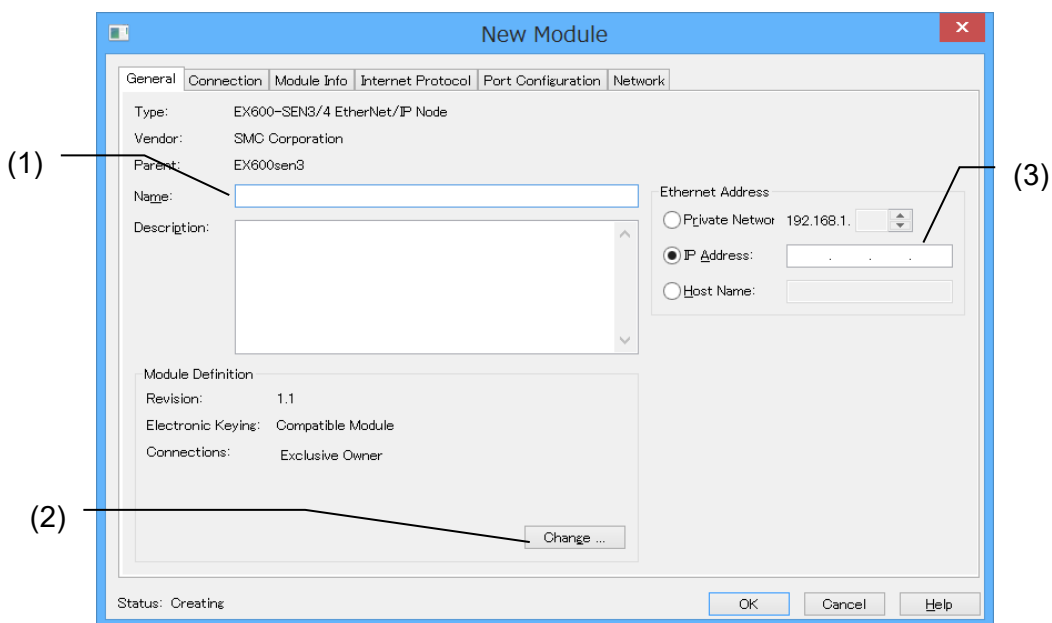 New Module
General Connection Module Info Internet Protocol Port Configuration Network
Type: EX600-SEN3/4 EtherNet/IP Node
Vendor: SMC Corporation
(1)
Parent: EX600sen3
(3)
Name:
Ethernet Address
Description:
Private Networ 192.168.1.
IP Address: . . .
Host Name:
Module Definition
Revision: 1.1
Electronic Keying: Compatible Module
Connections: Exclusive Owner
(2)
Change ...
Status: Creating
OK Cancel Help